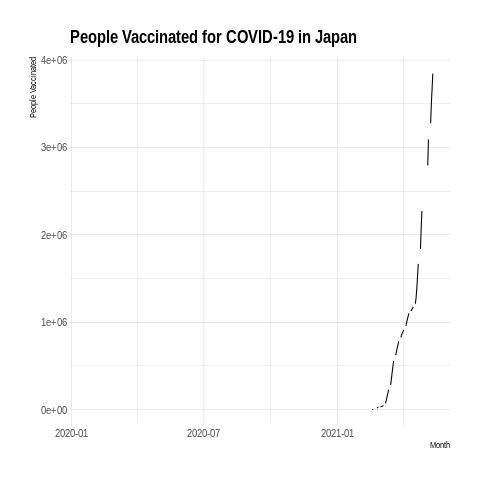 People Vaccinated for COVID-19 in Japan
People Vaccinated
4e+06
3e+06
2e+06
1e+06
0e+00
2020-01
2020-07
2021-01
Month